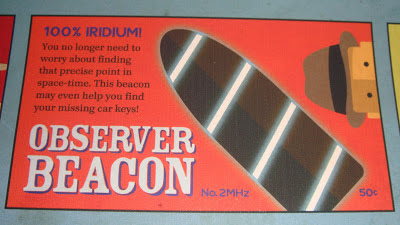 100% IRIDIUM!
You no longer need to
worry about finding
that precise point in
space-time. This beacon
may even help you find
your missing car keys!
OBSERVER
BEACON
No. 2MHz
50¢